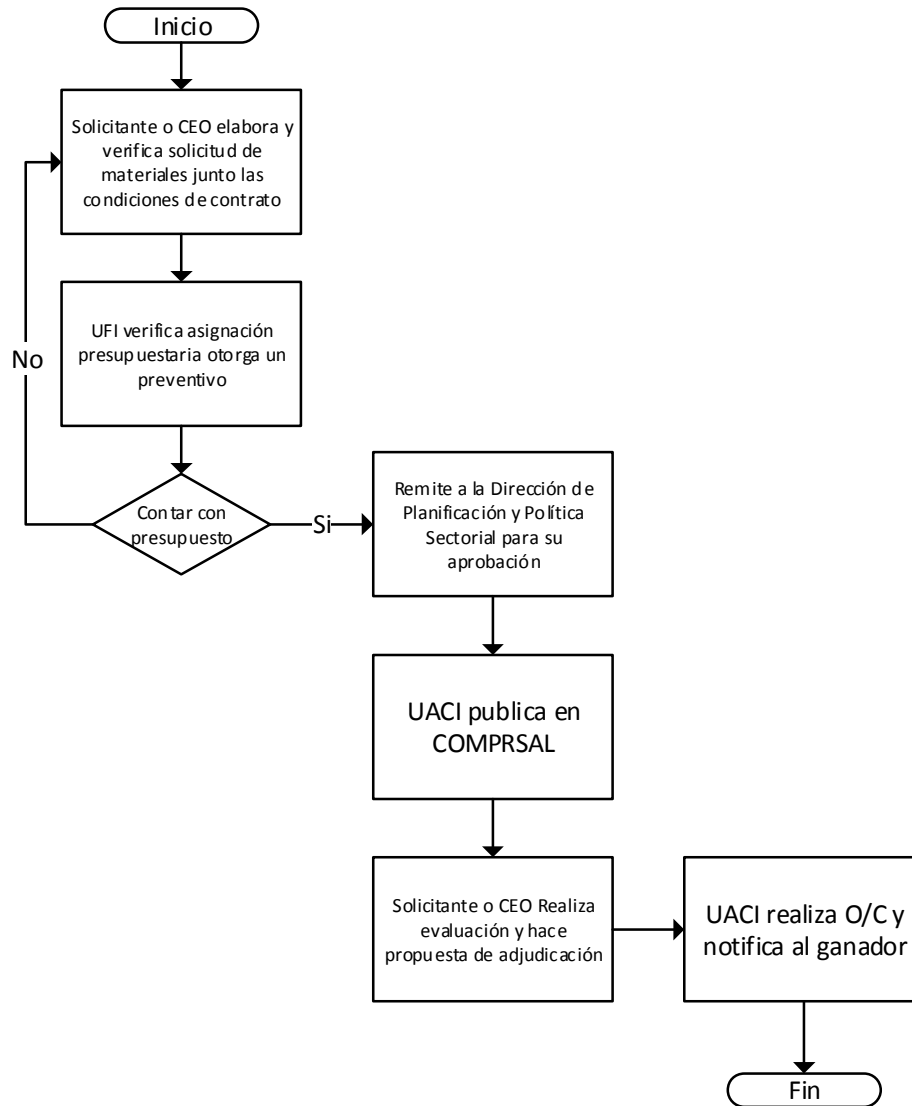 Inicio
Solicitante o CEO elabora y
verifica solicitud de
materiales junto las
condiciones de contrato
UFI verifica asignación
presupuestaria otorga un
preventivo
No
Contar con
presupuesto
Si
Remite a la Dirección de
Planificación y Política
Sectorial para su
aprobación
UACI publica en
COMPRSAL
Solicitante o CEO Realiza
evaluación y hace
propuesta de adjudicación
UACI realiza O/C y
notifica al ganador
Fin